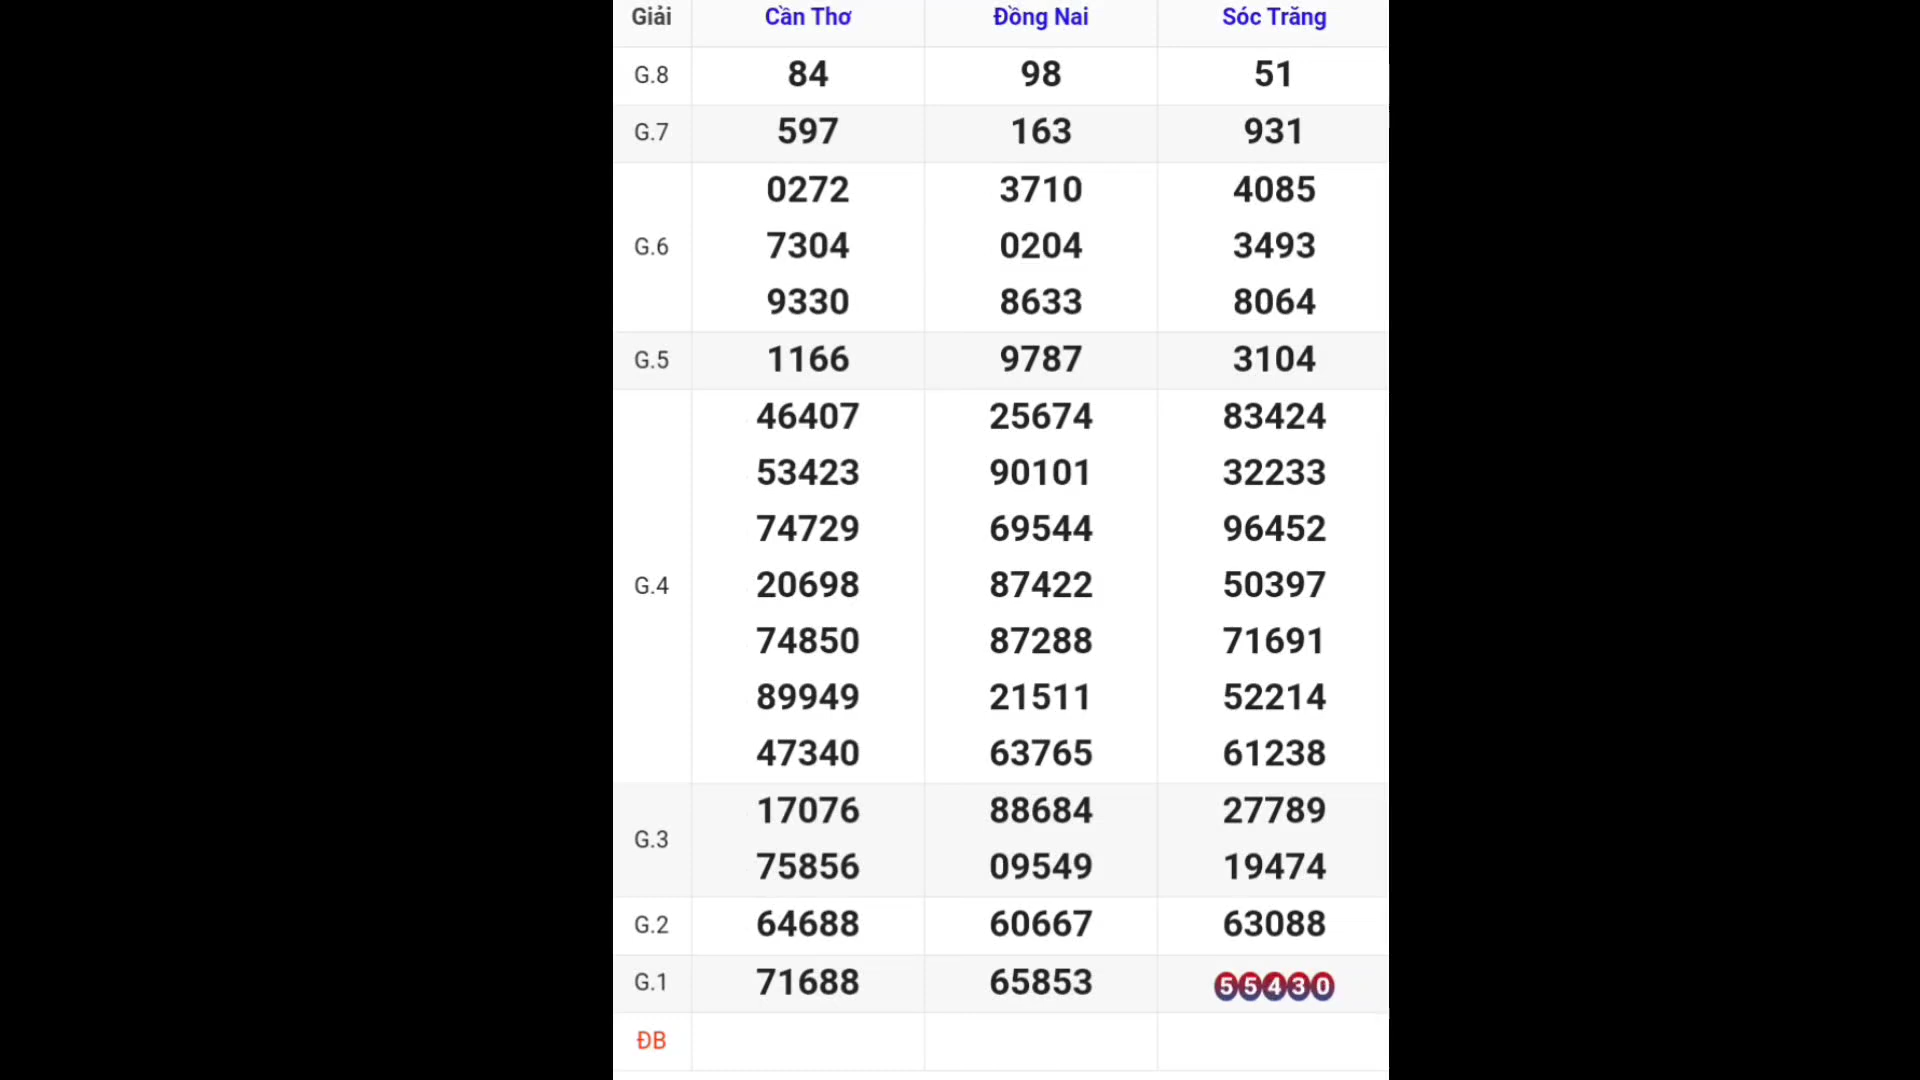 Giải Cần Thơ Đồng Nai Sóc Trăng
G.8 84 98 51
G.7 597 163 931
0272 3710 4085
G.6 7304 0204 3493
9330 8633 8064
G.5 1166 9787 3104
46407 25674 83424
53423 90101 32233
74729 69544 96452
G.4 20698 87422 50397
74850 87288 71691
89949 21511 52214
47340 63765 61238
G.3
17076 88684 27789
75856 09549 19474
G.2 64688 60667 63088
G.1 71688 65853 55430
ĐB